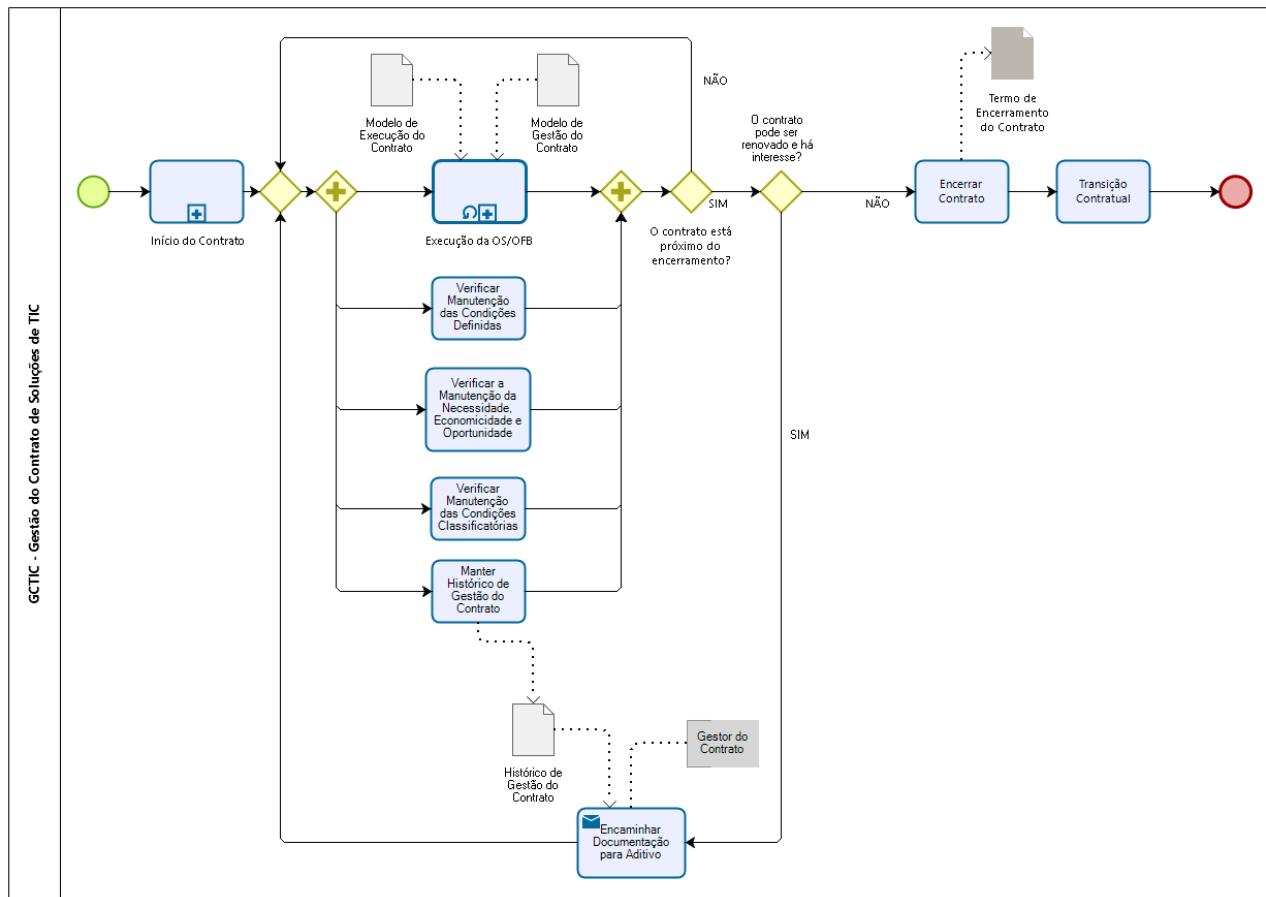 GCTIC - Gestão do Contrato de Soluções de TIC
Início do Contrato
Modelo de
Execução do
Contrato
Modelo de
Gestão do
Contrato
Execução da OS/OFB
Verificar
Manutenção
das Condições
Definidas
Verificar a
Manutenção da
Necessidade,
Economicidade e
Oportunidade
Verificar
Manutenção
das Condições
Classificatórias
Manter
Histórico de
Gestão do
Contrato
Histórico de
Gestão do
Contrato
Gestor do
Contrato
Encaminhar
Documentação
para Aditivo
NÃO
SIM
O contrato está
próximo do
encerramento?
O contrato
pode ser
renovado e há
interesse?
NÃO
SIM
Encerrar
Contrato
Termo de
Encerramento
do Contrato
Transição
Contratual